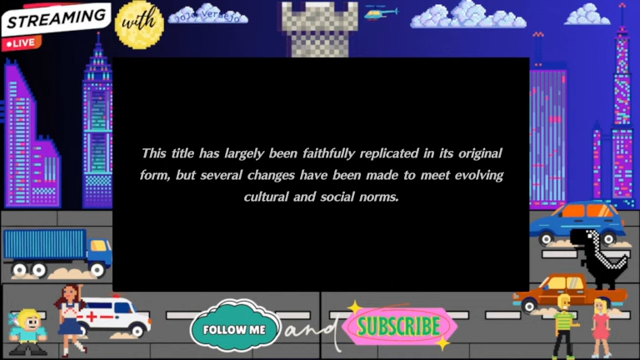 STREAMING
LIVE
with
This title has largely been faithfully replicated in its original
form, but several changes have been made to meet evolving
cultural and social norms.
FOLLOW ME
and
SUBSCRIBE